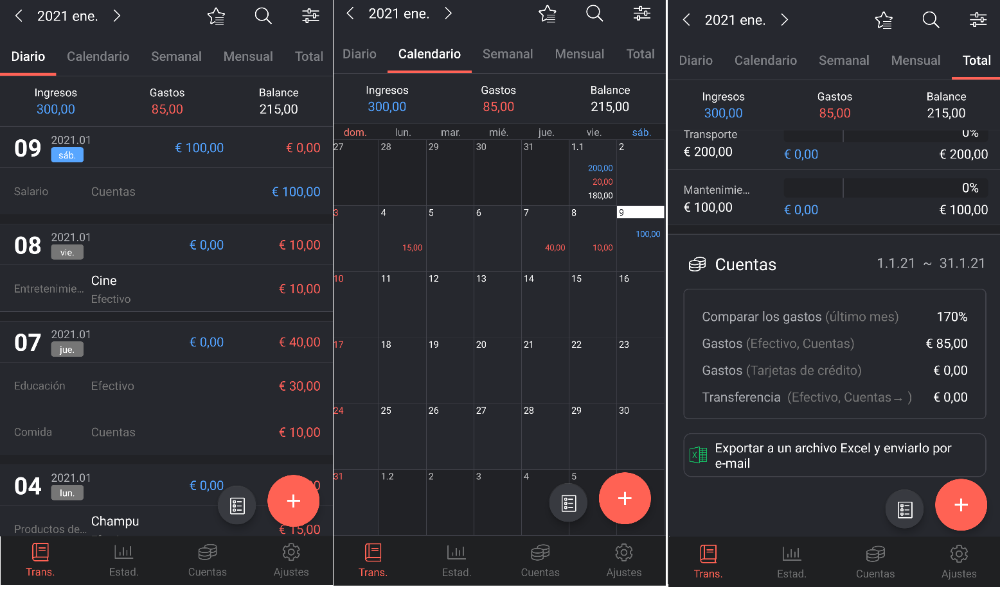 2021 ene.
Diario Calendario Semanal Mensual Total
Ingresos Gastos Balance
300,00 85,00 215,00
09 2021.01 sáb. € 100,00 € 0,00
Salario Cuentas € 100,00
08 2021.01 vie. € 0,00 € 10,00
Entretenimie... Cine € 10,00
Efectivo
07 2021.01 jue. € 0,00 € 40,00
Educación Efectivo € 30,00
Comida Cuentas € 10,00
04 2021.01 lun. € 0,00
Champu
Productos de... € 15,00
Trans. Estad. Cuentas Ajustes
2021 ene.
Diario Calendario Semanal Mensual Total
Ingresos Gastos Balance
300,00 85,00 215,00
dom. lun. mar. mié. jue. vie. sáb.
27 28 29 30 31 1.1 2
200,00
20,00
180,00
3 4 5 6 7 8 9
100,00
15,00 40,00 10,00
10 11 12 13 14 15 16
17 18 19 20 21 22 23
24 25 26 27 28 29 30
31 1.2 2 3 4 5
Trans. Estad. Cuentas Ajustes
2021 ene.
Diario Calendario Semanal Mensual Total
Ingresos Gastos Balance
300,00 85,00 215,00
Transporte 0%
€ 200,00 € 0,00 € 200,00
Mantenimie... 0%
€ 100,00 € 0,00 € 100,00
Cuentas 1.1.21 ~ 31.1.21
Comparar los gastos (último mes) 170%
Gastos (Efectivo, Cuentas) € 85,00
Gastos (Tarjetas de crédito) € 0,00
Transferencia (Efectivo, Cuentas→ ) € 0,00
Exportar a un archivo Excel y enviarlo por
e-mail
Trans. Estad. Cuentas Ajustes